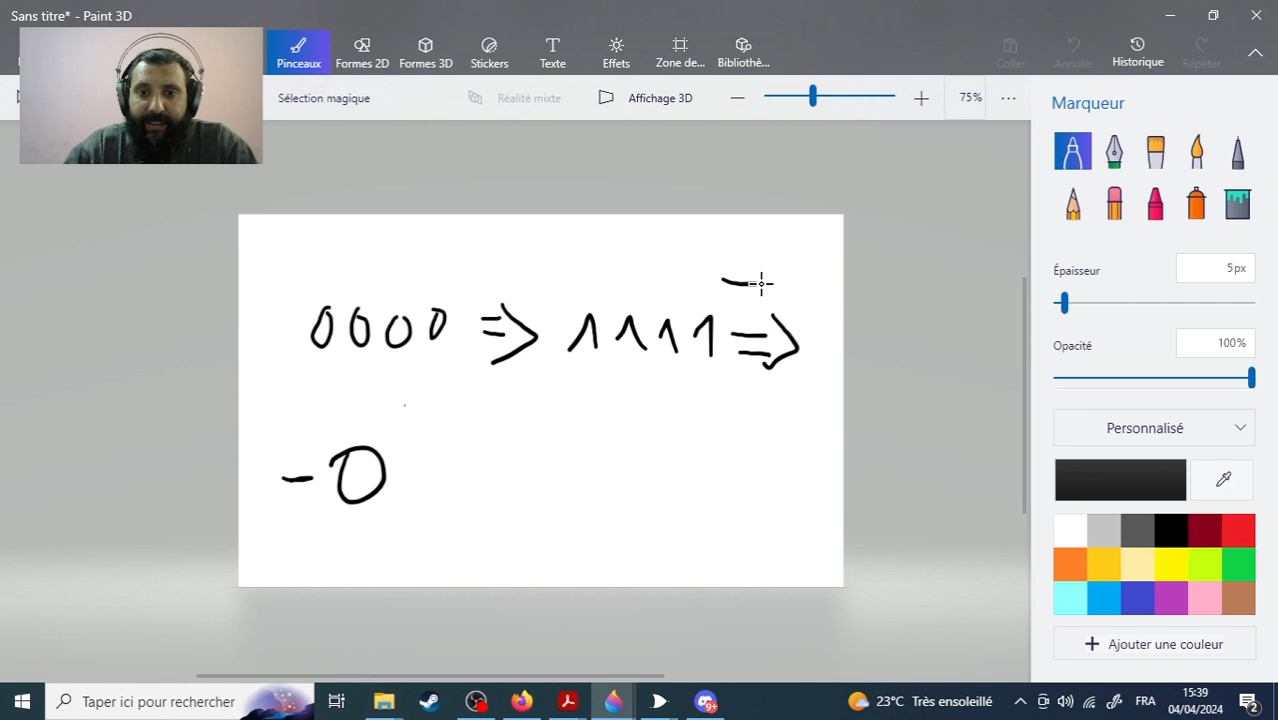 Sans titre* - Paint 3D
Pinceaux
Formes 2D
Formes 3D
Stickers
Texte
Effets
Zone de...
Bibliothè...
Coller
Annuler
Historique
Répéter
Sélection magique
Réalité mixte
Affichage 3D
75%
Marqueur
Épaisseur
5px
Opacité
100%
Personnalisé
Ajouter une couleur
0000 => 1111 =>
-0
Taper ici pour rechercher
9+
23°C Très ensoleillé
FRA
15:39
04/04/2024
2